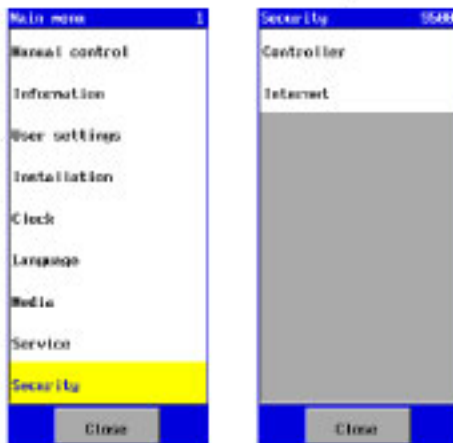 Main menu 1
Manual control
Information
User settings
Installation
Clock
Language
Media
Service
Security
Close
Security 9500
Controller
Internet
Close